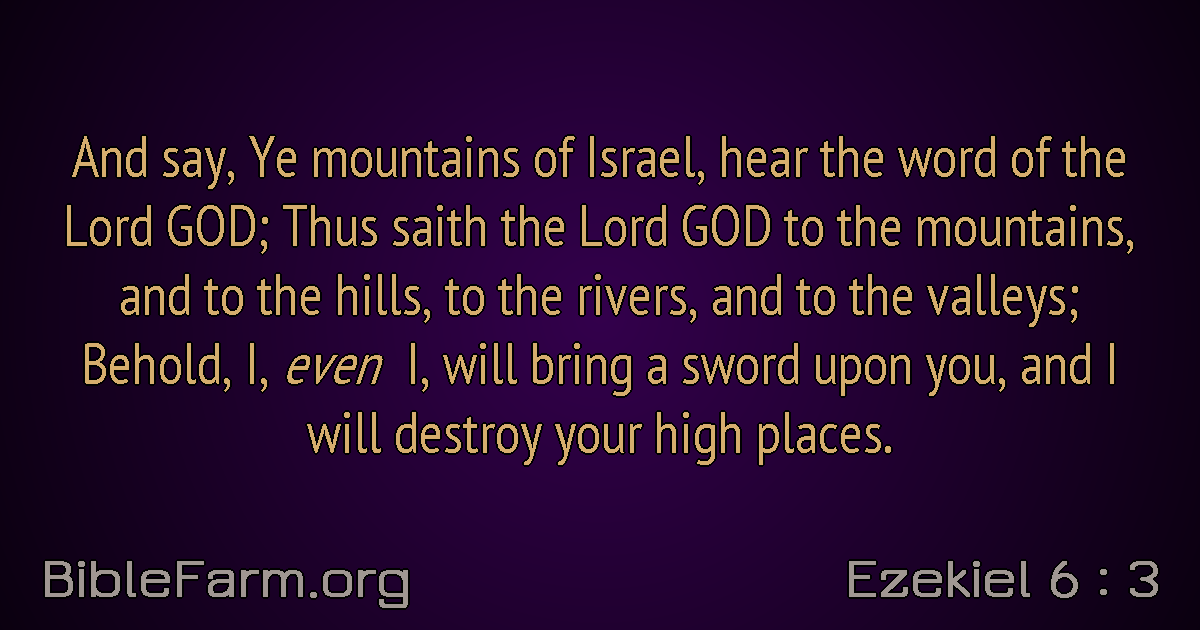 And say, Ye mountains of Israel, hear the word of the
Lord GOD; Thus saith the Lord GOD to the mountains,
and to the hills, to the rivers, and to the valleys;
Behold, I, even I, will bring a sword upon you, and I
will destroy your high places.
BibleFarm.org
Ezekiel 6 : 3